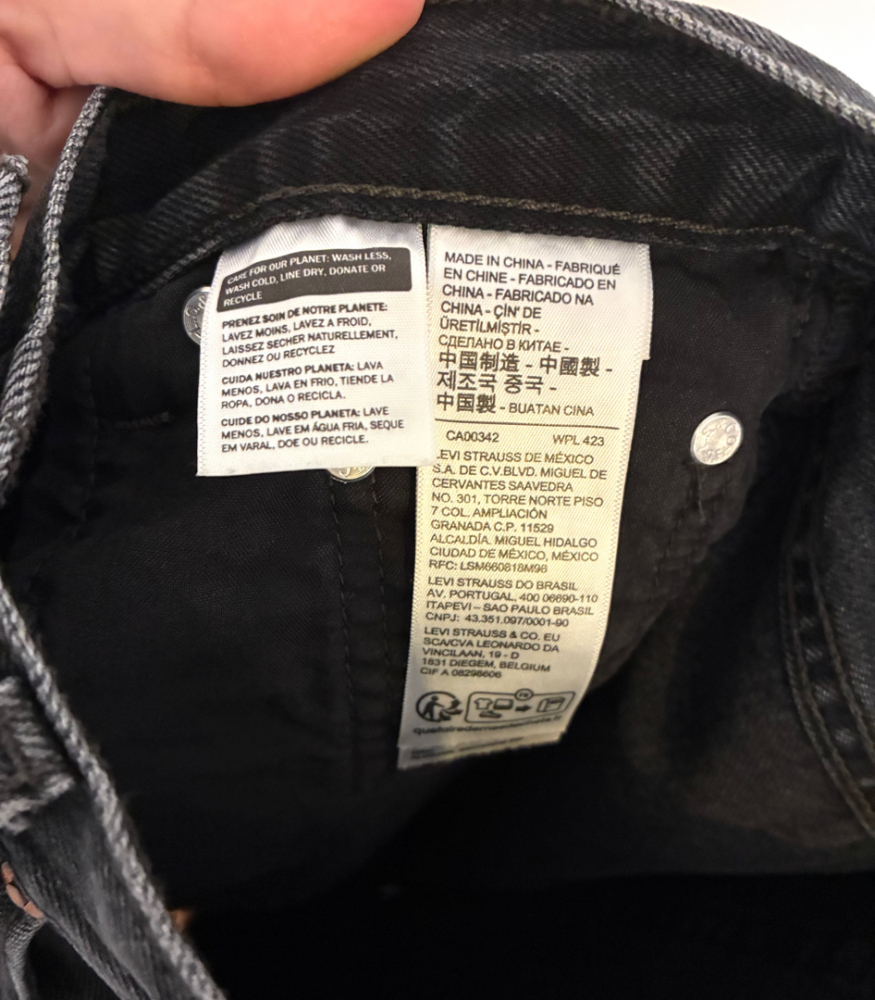 CARE FOR OUR PLANET: WASH LESS,
WASH COLD, LINE DRY, DONATE OR
RECYCLE
PRENEZ SOIN DE NOTRE PLANETE:
LAVEZ MOINS, LAVEZ A FROID,
LAISSEZ SECHER NATURELLEMENT,
DONNEZ OU RECYCLEZ
CUIDA NUESTRO PLANETA: LAVA
MENOS, LAVA EN FRIO, TIENDE LA
ROPA, DONA O RECICLA.
CUIDE DO NOSSO PLANETA: LAVE
MENOS, LAVE EM ÁGUA FRIA, SEQUE
EM VARAL, DOE OU RECICLE.
MADE IN CHINA - FABRIQUÉ
EN CHINE - FABRICADO EN
CHINA - FABRICADO NA
CHINA - ÇİN' DE
ÜRETİLMİŞTİR -
СДЕЛАНО В КИТАЕ -
中国制造 - 中國製 -
제조국 중국 -
中国製 - BUATAN CINA
CA00342 WPL 423
LEVI STRAUSS DE MÉXICO
S.A. DE C.V.BLVD. MIGUEL DE
CERVANTES SAAVEDRA
NO. 301, TORRE NORTE PISO
7 COL. AMPLIACIÓN
GRANADA C.P. 11529
ALCALDÍA. MIGUEL HIDALGO
CIUDAD DE MÉXICO, MÉXICO
RFC: LSM660818M98
LEVI STRAUSS DO BRASIL
AV. PORTUGAL, 400 06690-110
ITAPEVI – SAO PAULO BRASIL
CNPJ: 43.351.097/0001-90
LEVI STRAUSS & CO. EU
SCA/CVA LEONARDO DA
VINCILAAN, 19 - D
1831 DIEGEM, BELGIUM
CIF A 08298606
FR